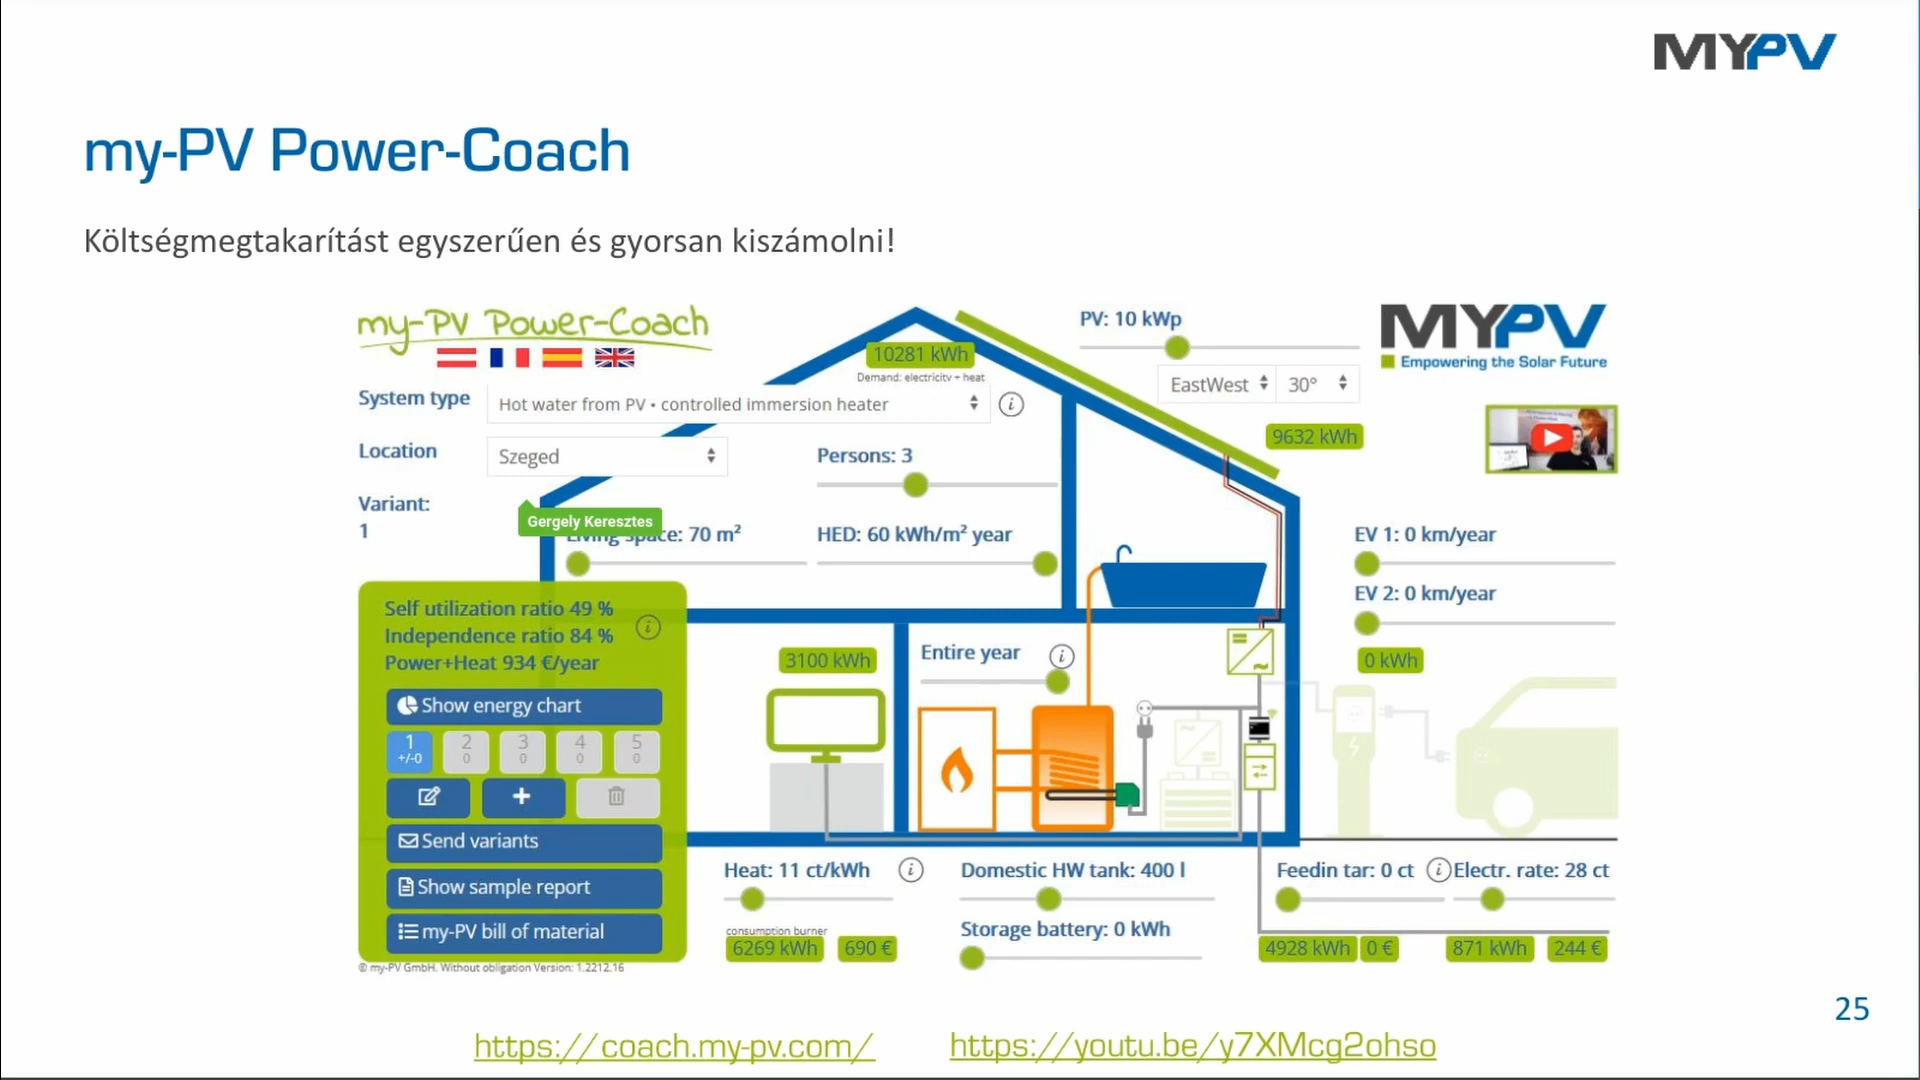 MYPV
my-PV Power-Coach
Költségmegtakarítást egyszerűen és gyorsan kiszámolni!
my-PV Power-Coach
10281 kWh
Demand: electricity + heat
PV: 10 kWp
MYPV
Empowering the Solar Future
EastWest
30°
System type
Hot water from PV • controlled immersion heater
9632 kWh
Location
Szeged
Persons: 3
Variant:
1
Gergely Keresztes
Living space: 70 m²
HED: 60 kWh/m² year
EV 1: 0 km/year
EV 2: 0 km/year
0 kWh
Self utilization ratio 49 %
Independence ratio 84 %
Power+Heat 934 €/year
3100 kWh
Entire year
Show energy chart
1 2 3 4 5
+/-0 0 0 0 0
Send variants
Show sample report
my-PV bill of material
Heat: 11 ct/kWh
Domestic HW tank: 400 l
Feedin tar: 0 ct
Electr. rate: 28 ct
consumption burner
6269 kWh
690 €
Storage battery: 0 kWh
4928 kWh
0 €
871 kWh
244 €
© my-PV GmbH. Without obligation Version: 1.2212.16
25
https://coach.my-pv.com/
https://youtu.be/y7XMcg2ohso